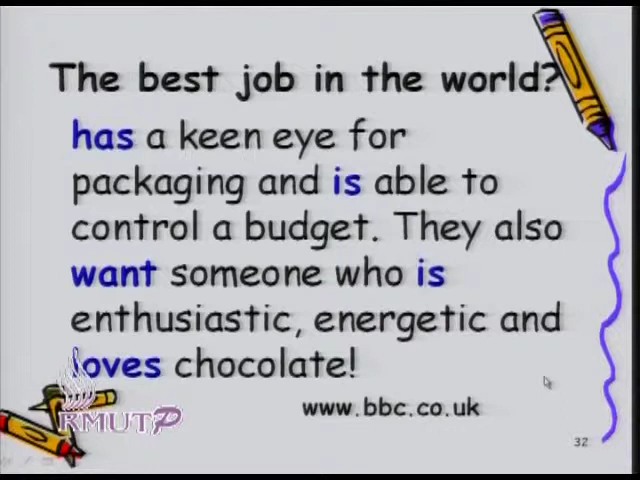 The best job in the world?
has a keen eye for
packaging and is able to
control a budget. They also
want someone who is
enthusiastic, energetic and
loves chocolate!
www.bbc.co.uk
RMUTP
32